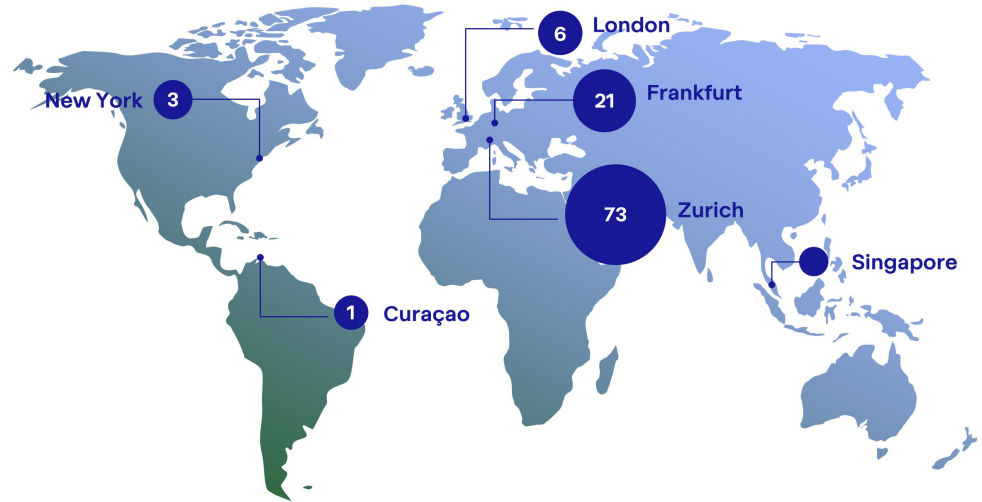 6 London
New York 3
21 Frankfurt
73 Zurich
Singapore
1 Curaçao